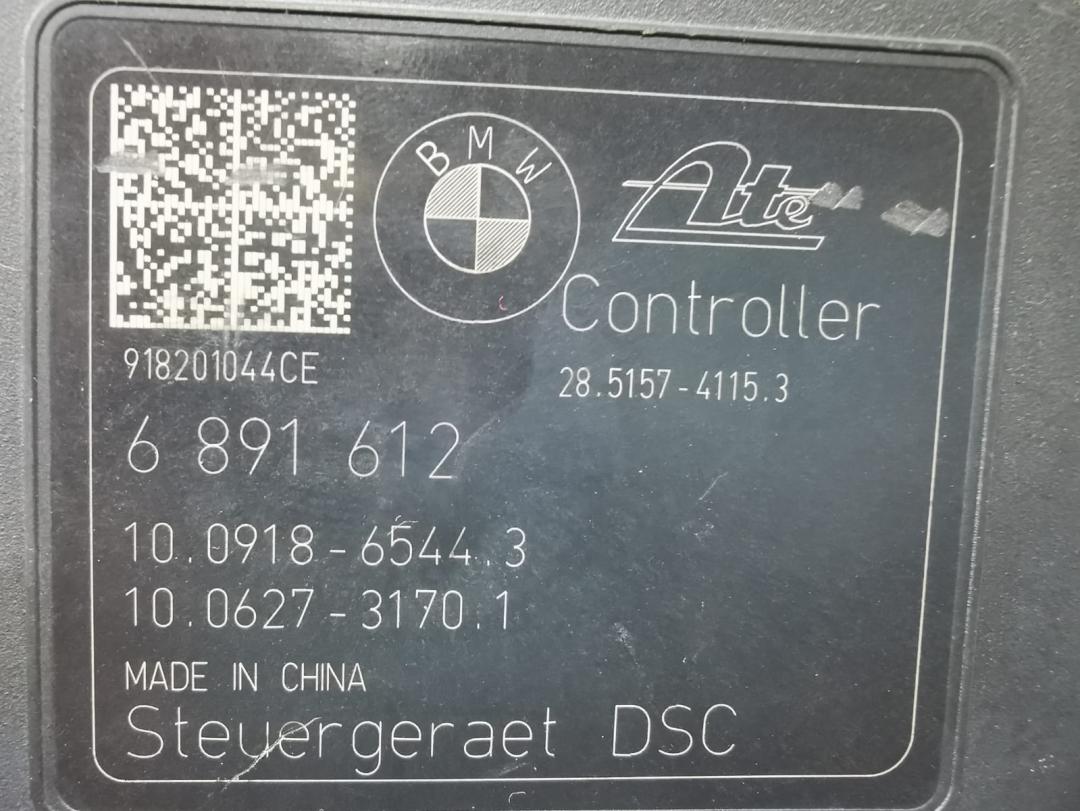 BMW
Ate
Controller
918201044CE
28.5157-4115.3
6 891 612
10.0918-6544.3
10.0627-3170.1
MADE IN CHINA
Steuergeraet DSC